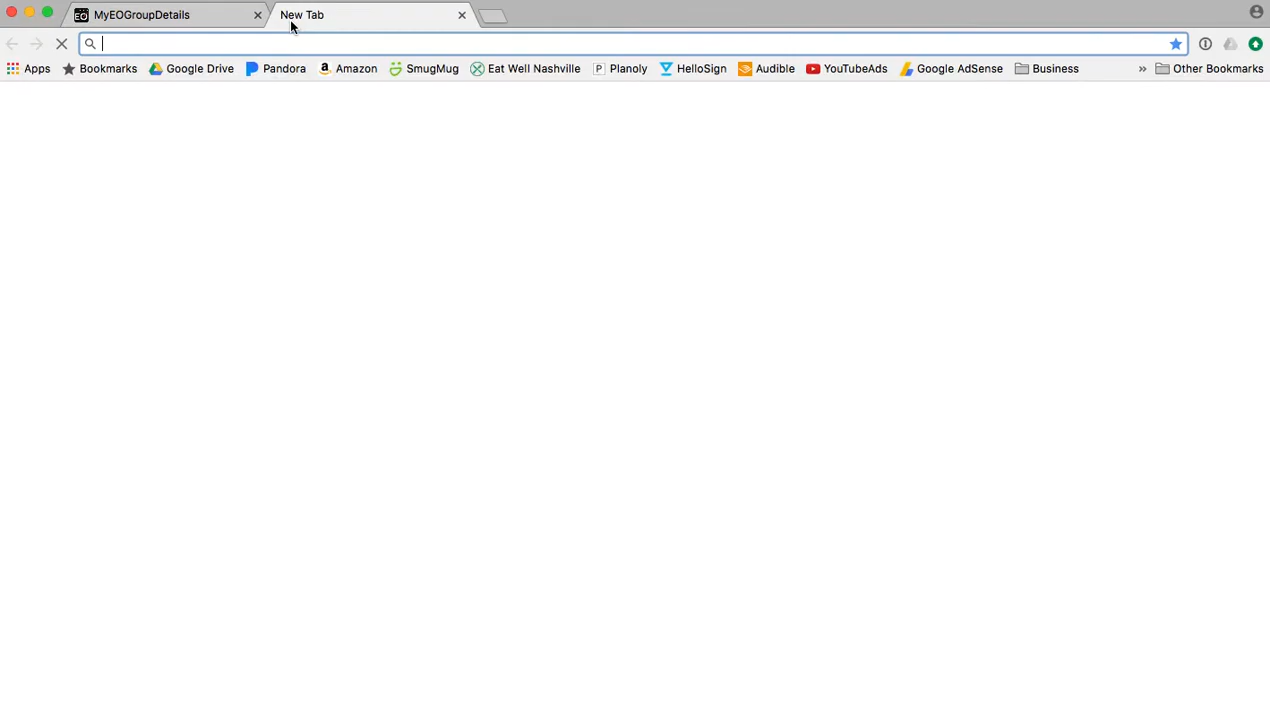 MyEOGroupDetails New Tab
Apps Bookmarks Google Drive Pandora Amazon SmugMug Eat Well Nashville Planoly HelloSign Audible YouTubeAds Google AdSense Business » Other Bookmarks